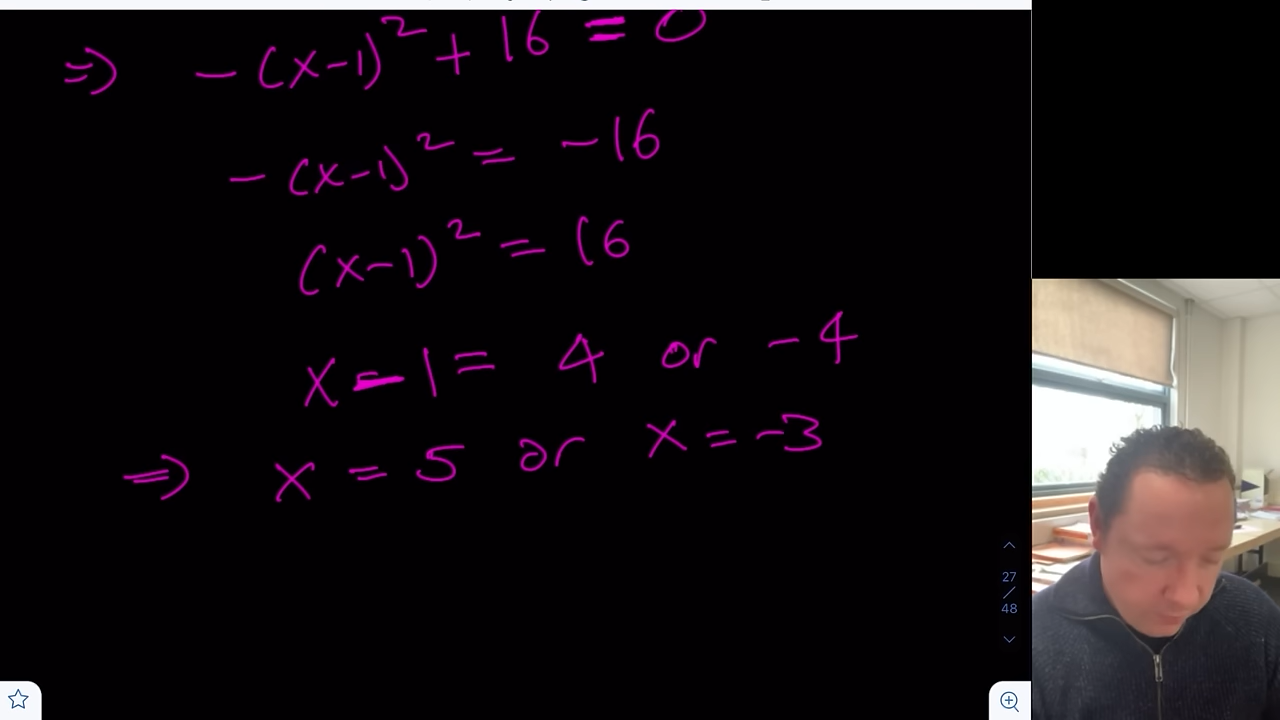 ⇒ -(x-1)² + 16 = 0
-(x-1)² = -16
(x-1)² = 16
x-1 = 4 or -4
⇒ x = 5 or x = -3
27
/
48